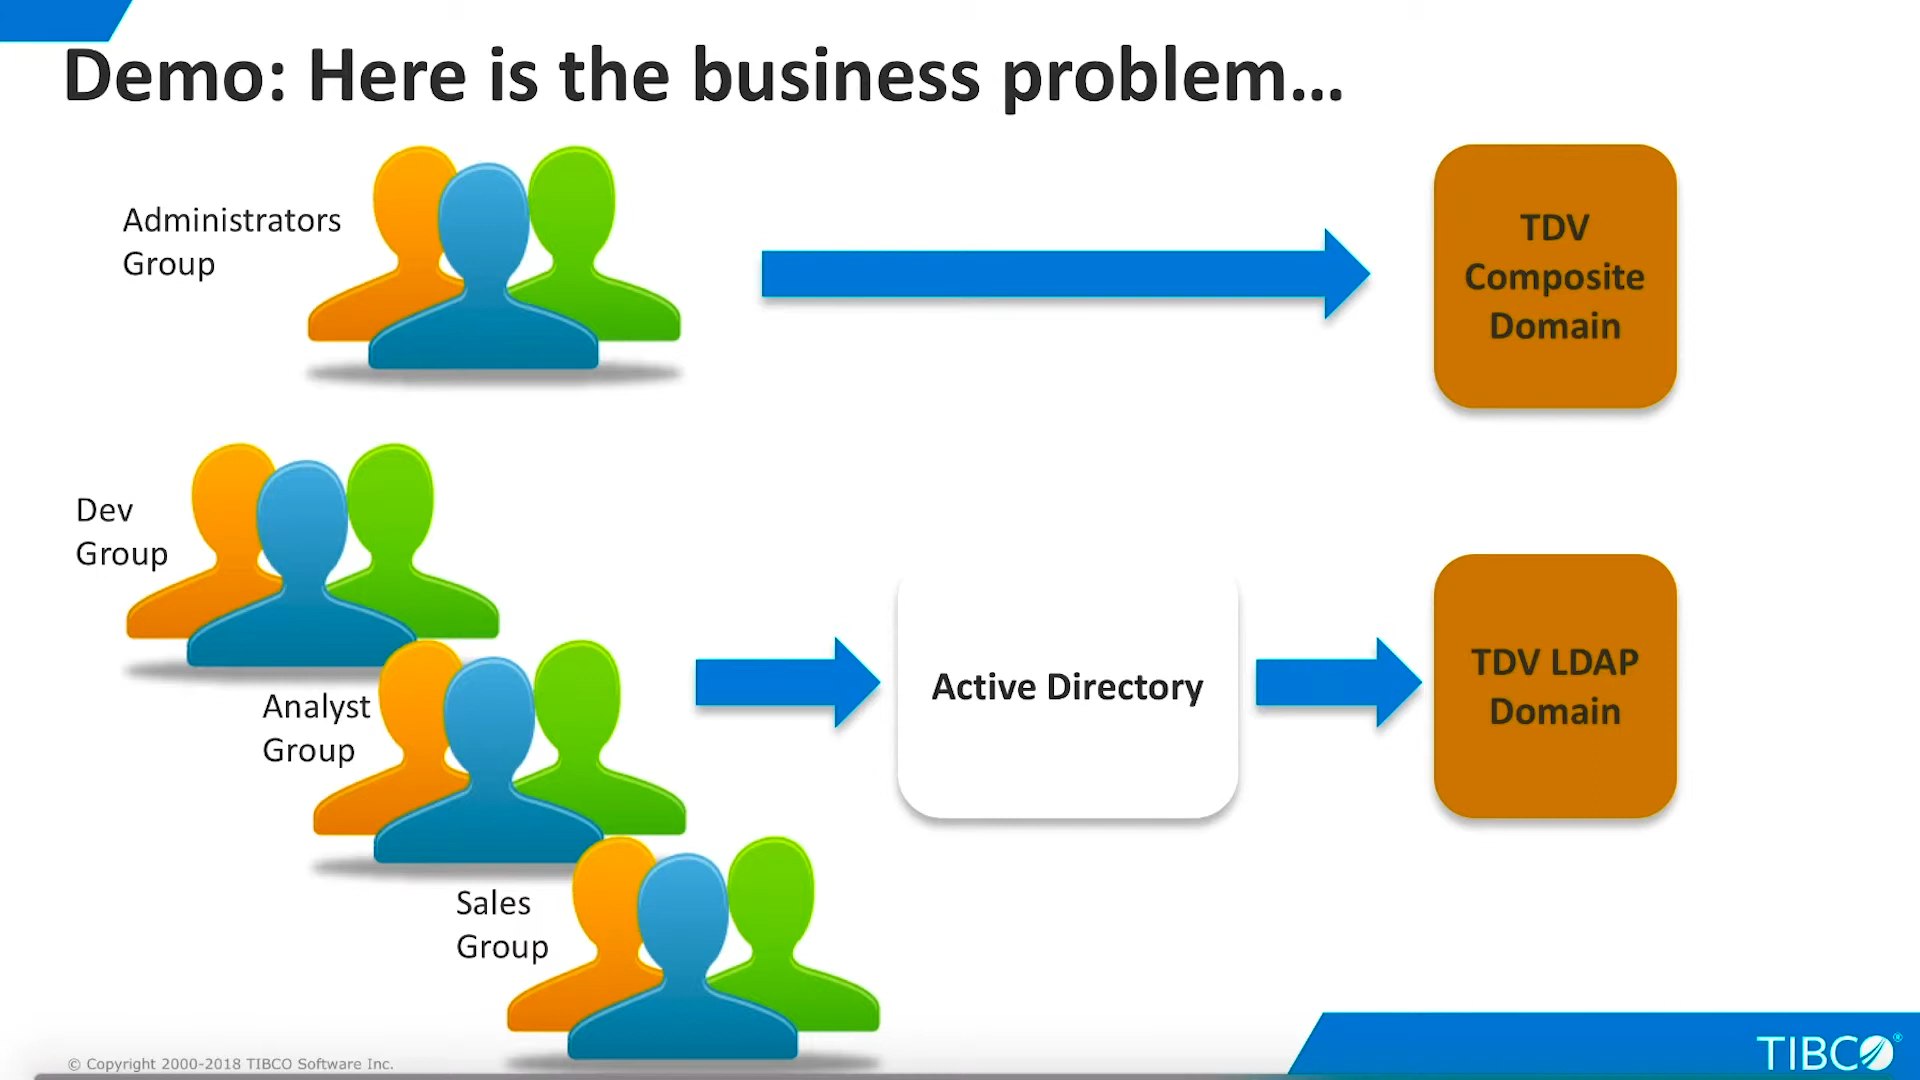 Demo: Here is the business problem...
Administrators
Group
TDV
Composite
Domain
Dev
Group
Analyst
Group
Sales
Group
Active Directory
TDV LDAP
Domain
© Copyright 2000-2018 TIBCO Software Inc.
TIBCO®